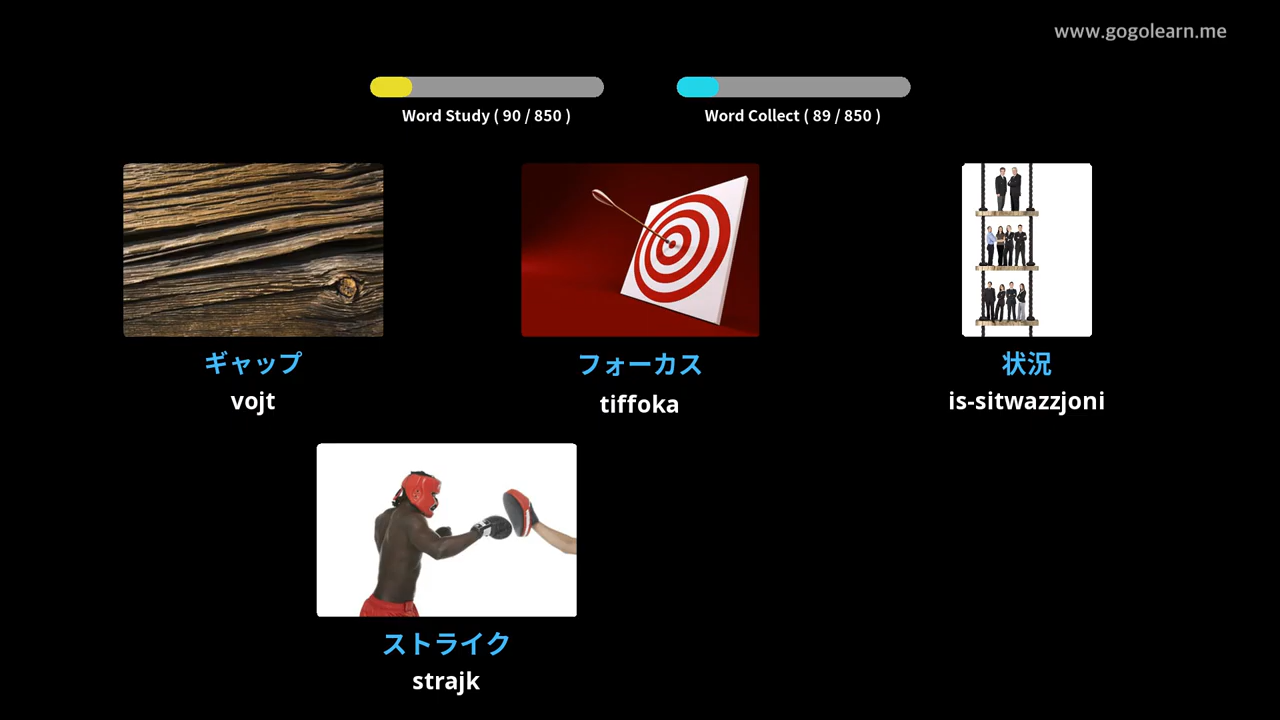 www.gogolearn.me
Word Study ( 90 / 850 )
Word Collect ( 89 / 850 )
ギャップ
vojt
フォーカス
tiffoka
状況
is-sitwazzjoni
ストライク
strajk